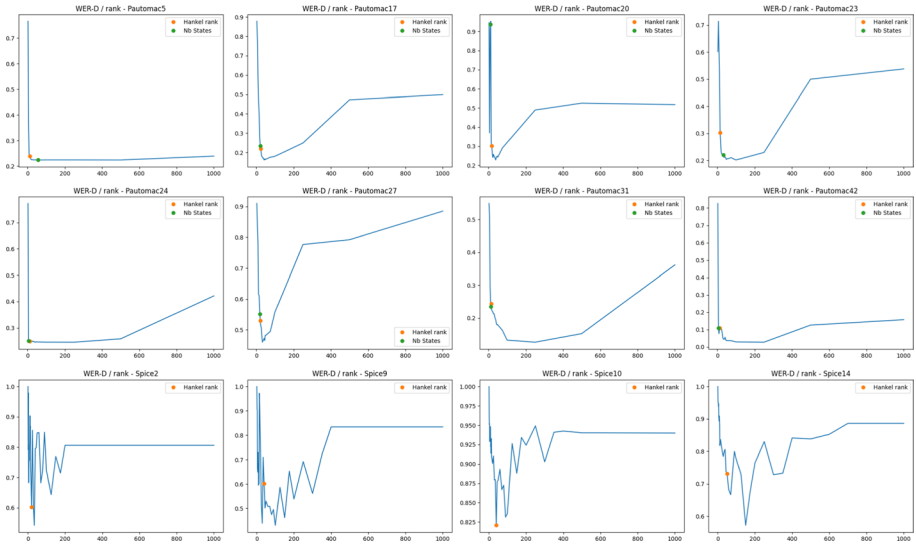 WER-D / rank - Pautomac5
Hankel rank
Nb States
0.7
0.6
0.5
0.4
0.3
0.2
0 200 400 600 800 1000
WER-D / rank - Pautomac17
Hankel rank
Nb States
0.9
0.8
0.7
0.6
0.5
0.4
0.3
0.2
0 200 400 600 800 1000
WER-D / rank - Pautomac20
Hankel rank
Nb States
0.9
0.8
0.7
0.6
0.5
0.4
0.3
0.2
0 200 400 600 800 1000
WER-D / rank - Pautomac23
Hankel rank
Nb States
0.7
0.6
0.5
0.4
0.3
0.2
0 200 400 600 800 1000
WER-D / rank - Pautomac24
Hankel rank
Nb States
0.7
0.6
0.5
0.4
0.3
0 200 400 600 800 1000
WER-D / rank - Pautomac27
0.9
0.8
0.7
0.6
0.5
Hankel rank
Nb States
0 200 400 600 800 1000
WER-D / rank - Pautomac31
Hankel rank
Nb States
0.5
0.4
0.3
0.2
0 200 400 600 800 1000
WER-D / rank - Pautomac42
Hankel rank
Nb States
0.8
0.7
0.6
0.5
0.4
0.3
0.2
0.1
0.0
0 200 400 600 800 1000
WER-D / rank - Spice2
Hankel rank
1.0
0.9
0.8
0.7
0.6
0 200 400 600 800 1000
WER-D / rank - Spice9
Hankel rank
1.0
0.9
0.8
0.7
0.6
0.5
0 200 400 600 800 1000
WER-D / rank - Spice10
Hankel rank
1.000
0.975
0.950
0.925
0.900
0.875
0.850
0.825
0 200 400 600 800 1000
WER-D / rank - Spice14
Hankel rank
1.0
0.9
0.8
0.7
0.6
0 200 400 600 800 1000